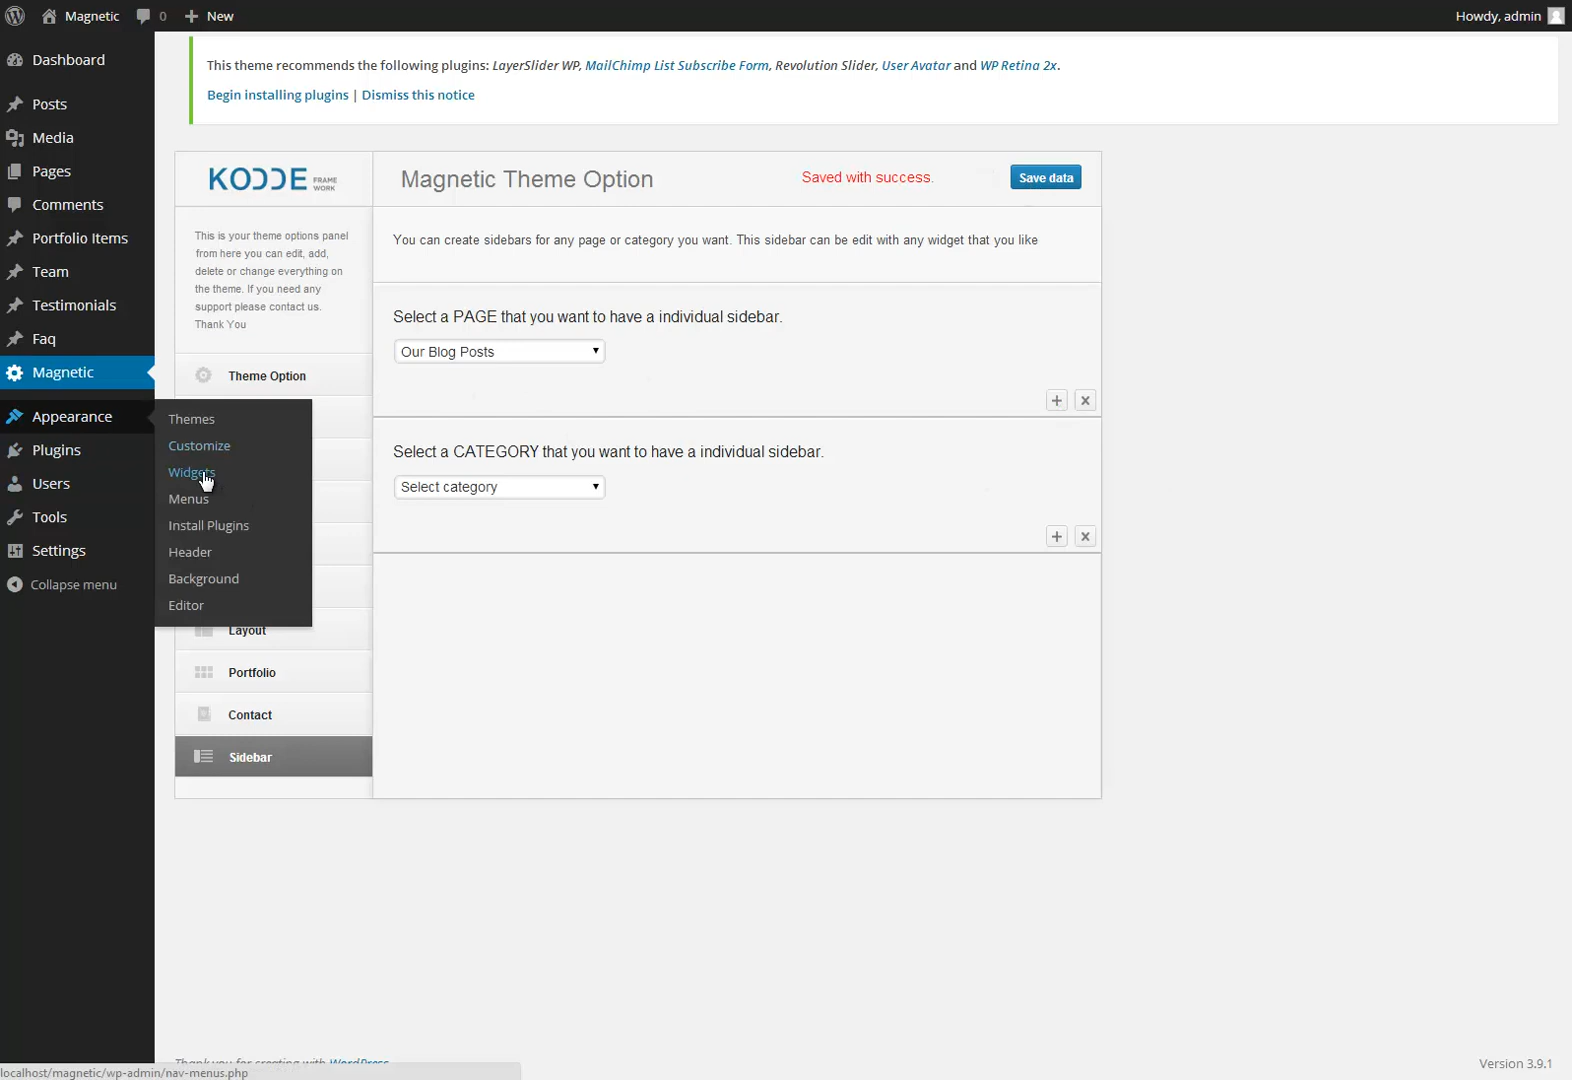 Magnetic 0 New Howdy, admin
Dashboard
Posts
Media
Pages
Comments
Portfolio Items
Team
Testimonials
Faq
Magnetic
Appearance
Plugins
Users
Tools
Settings
Collapse menu
Themes
Customize
Widgets
Menus
Install Plugins
Header
Background
Editor
This theme recommends the following plugins: LayerSlider WP, MailChimp List Subscribe Form, Revolution Slider, User Avatar and WP Retina 2x.
Begin installing plugins | Dismiss this notice
KODDE FRAME
WORK
This is your theme options panel
from here you can edit, add,
delete or change everything on
the theme. If you need any
support please contact us.
Thank You
Theme Option
Layout
Portfolio
Contact
Sidebar
Magnetic Theme Option Saved with success. Save data
You can create sidebars for any page or category you want. This sidebar can be edit with any widget that you like
Select a PAGE that you want to have a individual sidebar.
Our Blog Posts
Select a CATEGORY that you want to have a individual sidebar.
Select category
Thank you for creating with WordPress.
Version 3.9.1
localhost/magnetic/wp-admin/nav-menus.php